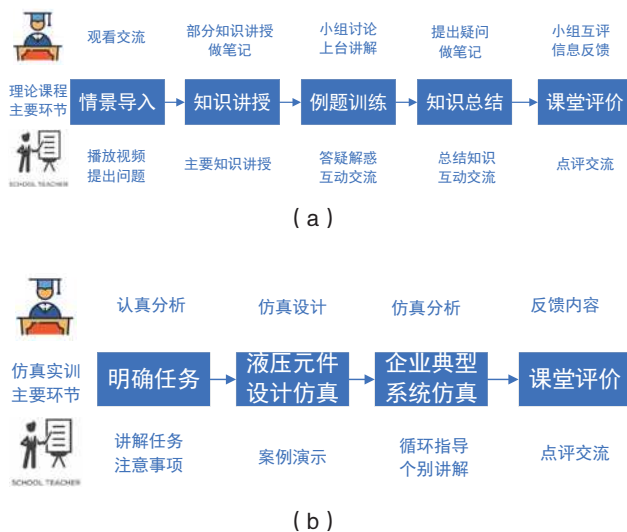 观看交流
部分知识讲授
做笔记
小组讨论
上台讲解
提出疑问
做笔记
小组互评
信息反馈
理论课程
主要环节
情景导入
知识讲授
例题训练
知识总结
课堂评价
播放视频
提出问题
主要知识讲授
答疑解惑
互动交流
总结知识
互动交流
点评交流
SCHOOL TEACHER
(a)
认真分析
仿真设计
仿真分析
反馈内容
仿真实训
主要环节
明确任务
液压元件
设计仿真
企业典型
系统仿真
课堂评价
讲解任务
注意事项
案例演示
循环指导
个别讲解
点评交流
SCHOOL TEACHER
(b)